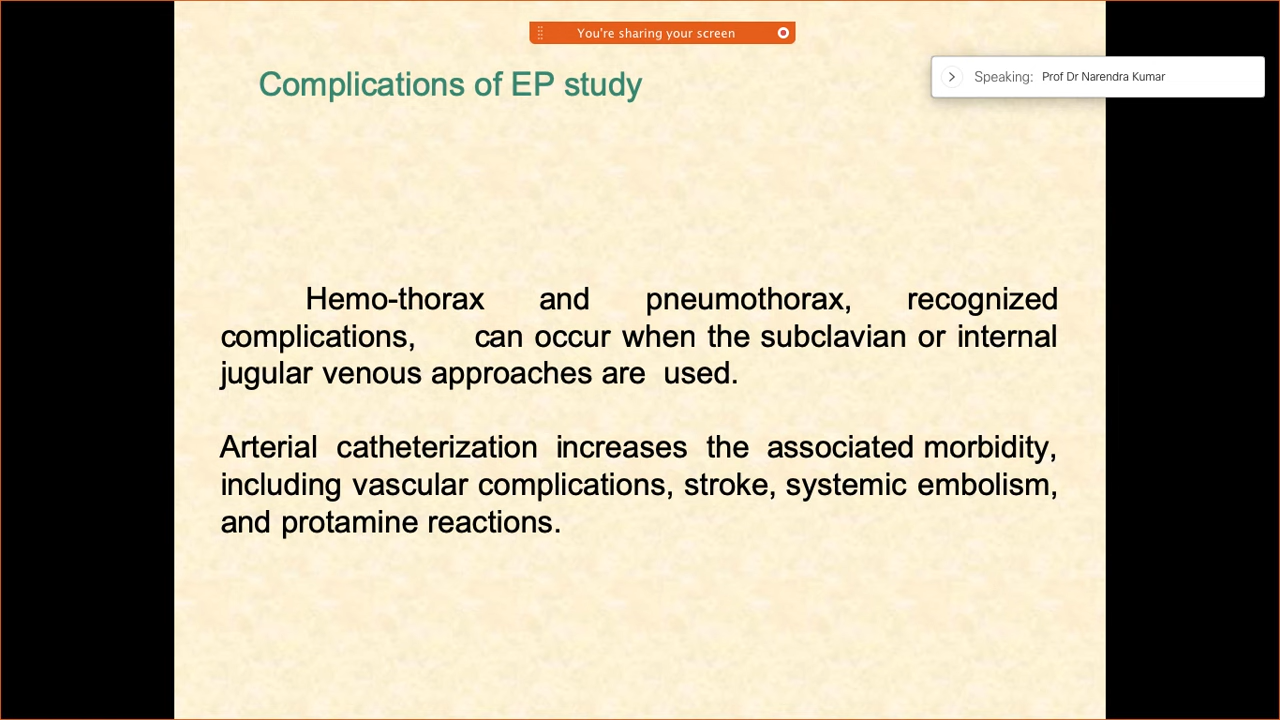 You're sharing your screen
Complications of EP study
Speaking: Prof Dr Narendra Kumar
Hemo-thorax and pneumothorax, recognized
complications, can occur when the subclavian or internal
jugular venous approaches are used.
Arterial catheterization increases the associated morbidity,
including vascular complications, stroke, systemic embolism,
and protamine reactions.